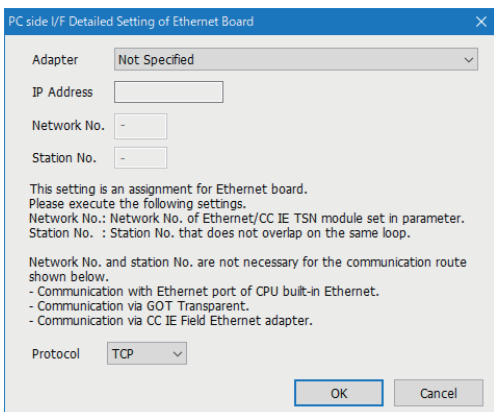 PC side I/F Detailed Setting of Ethernet Board
Adapter Not Specified
IP Address
Network No. -
Station No. -
This setting is an assignment for Ethernet board.
Please execute the following settings.
Network No.: Network No. of Ethernet/CC IE TSN module set in parameter.
Station No. : Station No. that does not overlap on the same loop.
Network No. and station No. are not necessary for the communication route
shown below.
- Communication with Ethernet port of CPU built-in Ethernet.
- Communication via GOT Transparent.
- Communication via CC IE Field Ethernet adapter.
Protocol TCP
OK Cancel